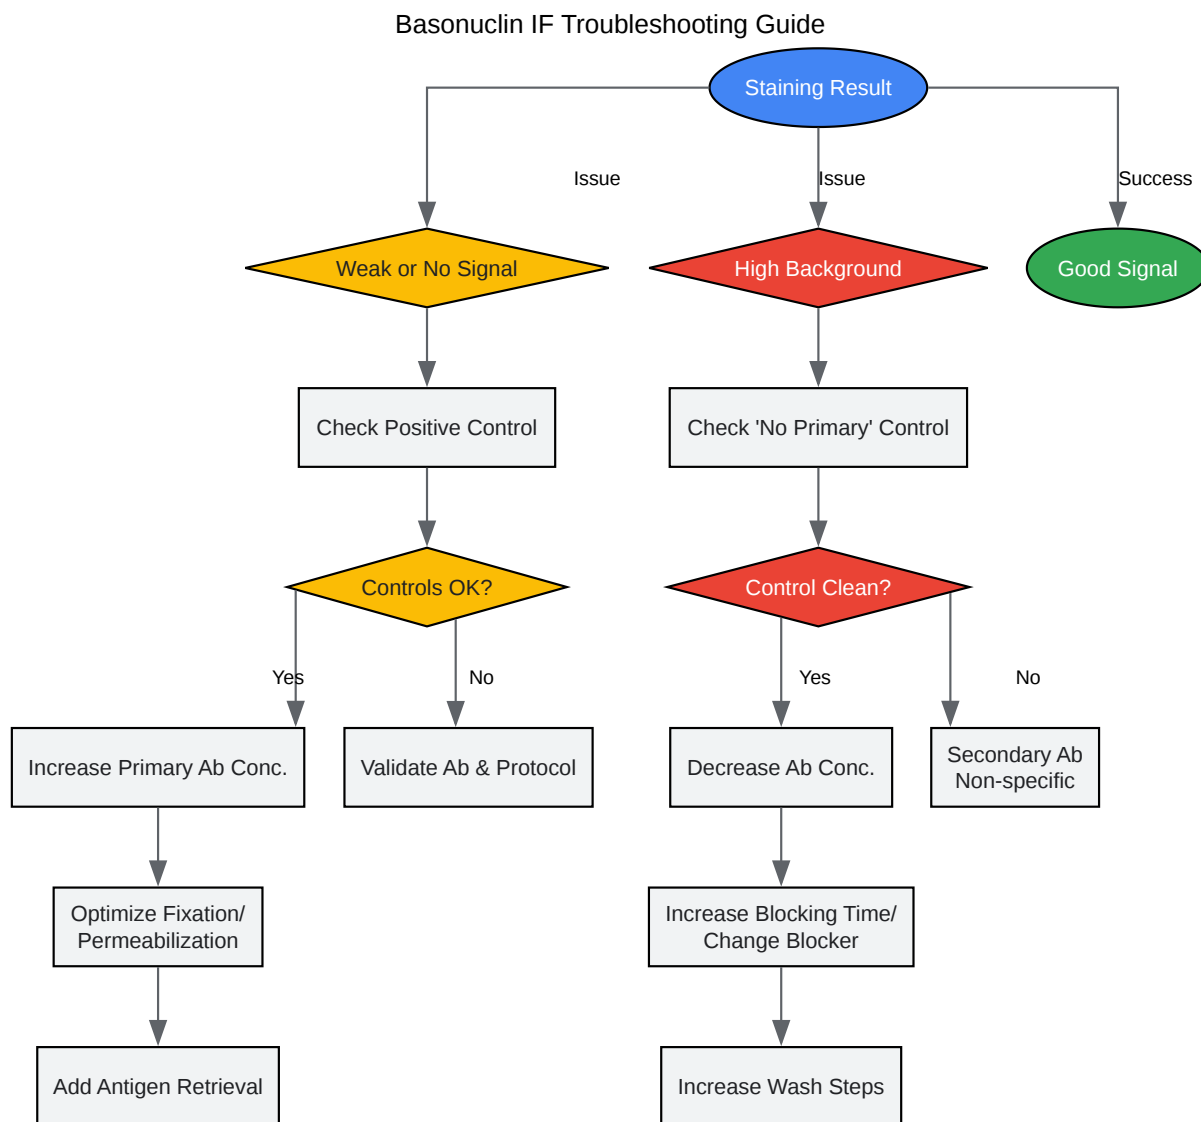 Basonuclin IF Troubleshooting Guide
Staining Result
Issue
Issue
Success
Weak or No Signal
High Background
Good Signal
Check Positive Control
Check 'No Primary' Control
Controls OK?
Control Clean?
Yes
No
Yes
No
Increase Primary Ab Conc.
Validate Ab & Protocol
Decrease Ab Conc.
Secondary Ab
Non-specific
Optimize Fixation/
Permeabilization
Increase Blocking Time/
Change Blocker
Add Antigen Retrieval
Increase Wash Steps